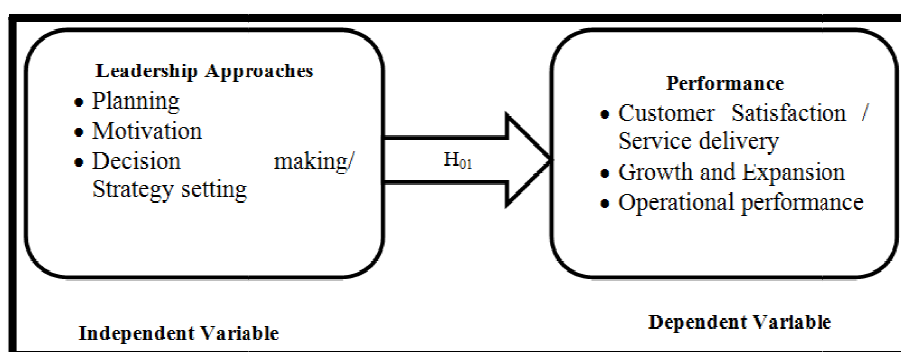 Leadership Approaches
• Planning
• Motivation
• Decision making/
Strategy setting
H01
Performance
• Customer Satisfaction /
Service delivery
• Growth and Expansion
• Operational performance
Independent Variable
Dependent Variable